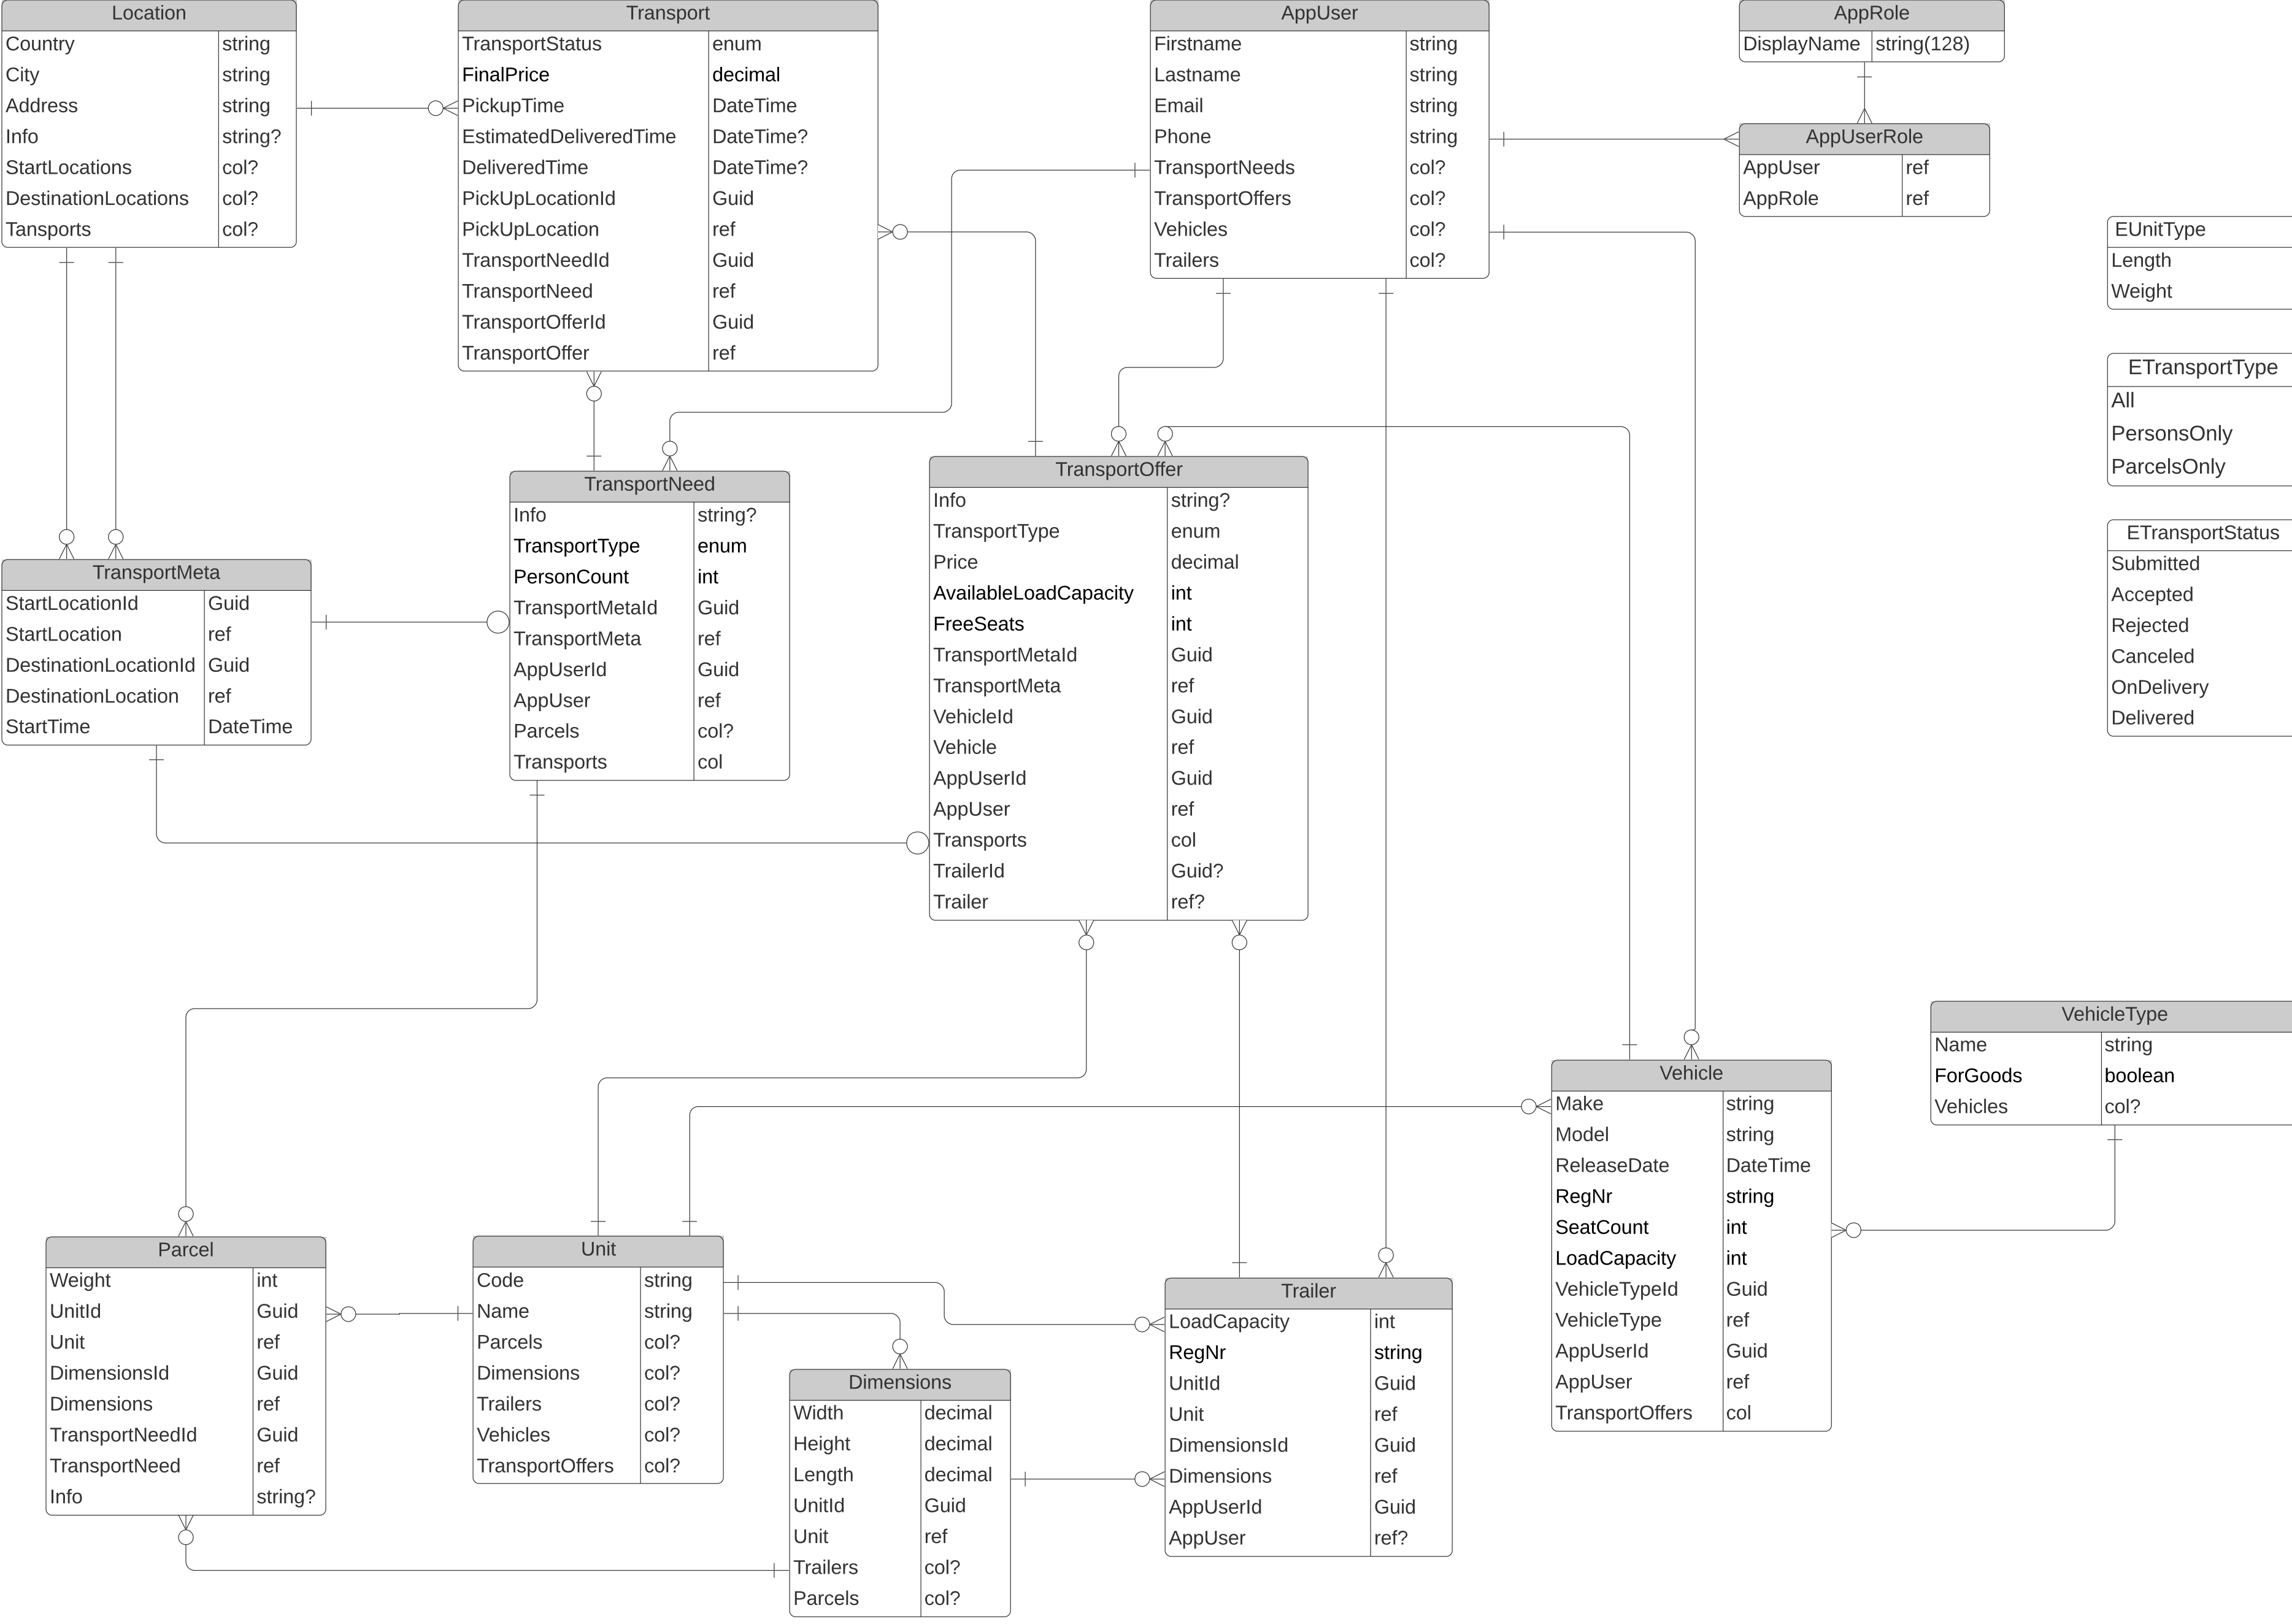 Location
Country string
City string
Address string
Info string?
StartLocations col?
DestinationLocations col?
Tansports col?
Transport
TransportStatus enum
FinalPrice decimal
PickupTime DateTime
EstimatedDeliveredTime DateTime?
DeliveredTime DateTime?
PickUpLocationId Guid
PickUpLocation ref
TransportNeedId Guid
TransportNeed ref
TransportOfferId Guid
TransportOffer ref
AppUser
Firstname string
Lastname string
Email string
Phone string
TransportNeeds col?
TransportOffers col?
Vehicles col?
Trailers col?
AppRole
DisplayName string(128)
AppUserRole
AppUser ref
AppRole ref
EUnitType
Length
Weight
ETransportType
All
PersonsOnly
ParcelsOnly
ETransportStatus
Submitted
Accepted
Rejected
Canceled
OnDelivery
Delivered
TransportMeta
StartLocationId Guid
StartLocation ref
DestinationLocationId Guid
DestinationLocation ref
StartTime DateTime
TransportNeed
Info string?
TransportType enum
PersonCount int
TransportMetaId Guid
TransportMeta ref
AppUserId Guid
AppUser ref
Parcels col?
Transports col
TransportOffer
Info string?
TransportType enum
Price decimal
AvailableLoadCapacity int
FreeSeats int
TransportMetaId Guid
TransportMeta ref
VehicleId Guid
Vehicle ref
AppUserId Guid
AppUser ref
Transports col
TrailerId Guid?
Trailer ref?
VehicleType
Name string
ForGoods boolean
Vehicles col?
Vehicle
Make string
Model string
ReleaseDate DateTime
RegNr string
SeatCount int
LoadCapacity int
VehicleTypeId Guid
VehicleType ref
AppUserId Guid
AppUser ref
TransportOffers col
Parcel
Weight int
UnitId Guid
Unit ref
DimensionsId Guid
Dimensions ref
TransportNeedId Guid
TransportNeed ref
Info string?
Unit
Code string
Name string
Parcels col?
Dimensions col?
Trailers col?
Vehicles col?
TransportOffers col?
Dimensions
Width decimal
Height decimal
Length decimal
UnitId Guid
Unit ref
Trailers col?
Parcels col?
Trailer
LoadCapacity int
RegNr string
UnitId Guid
Unit ref
DimensionsId Guid
Dimensions ref
AppUserId Guid
AppUser ref?